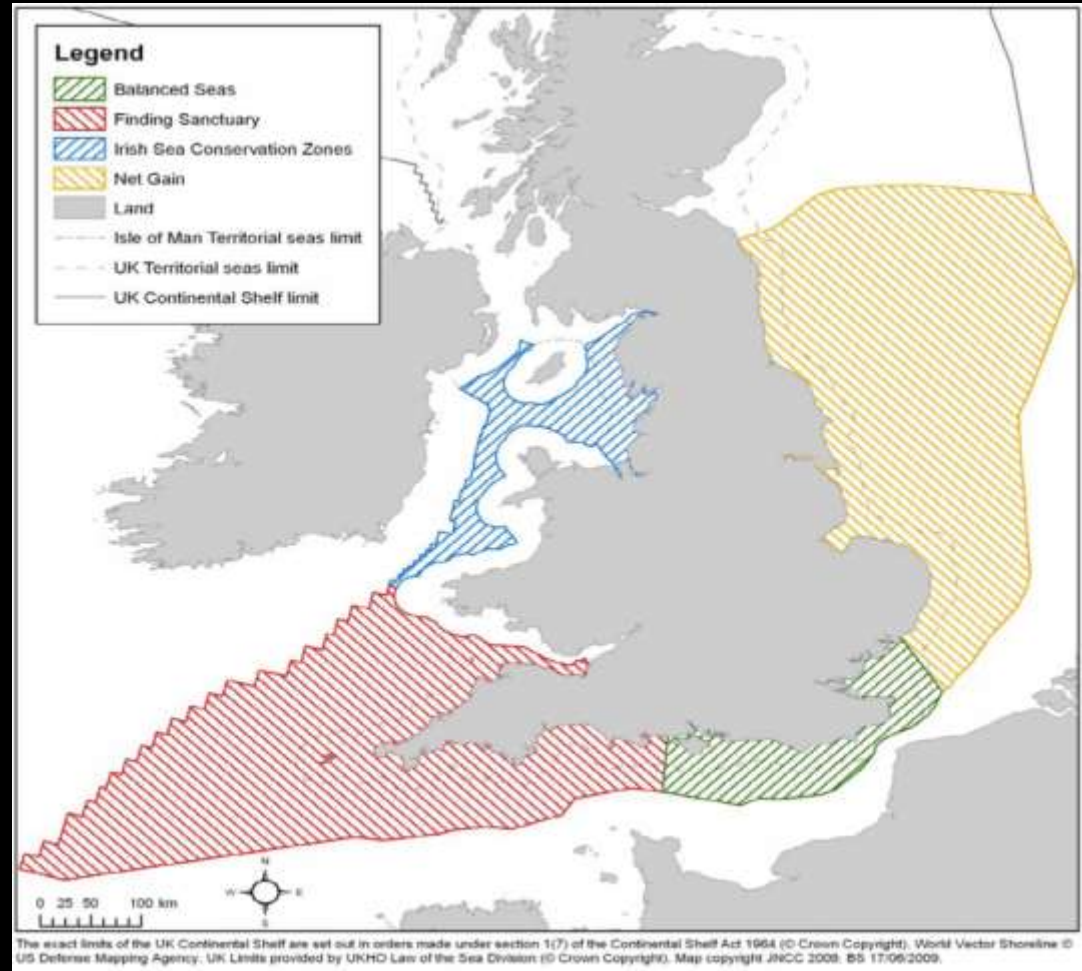 Legend
Balanced Seas
Finding Sanctuary
Irish Sea Conservation Zones
Net Gain
Land
Isle of Man Territorial seas limit
UK Territorial seas limit
UK Continental Shelf limit
N
W E
S
0 25 50 100 km
The exact limits of the UK Continental Shelf are set out in orders made under section 1(7) of the Continental Shelf Act 1964 (© Crown Copyright). World Vector Shoreline ©
US Defense Mapping Agency. UK Limits provided by UKHO Law of the Sea Division (© Crown Copyright). Map copyright JNCC 2009. BS 17/06/2009.